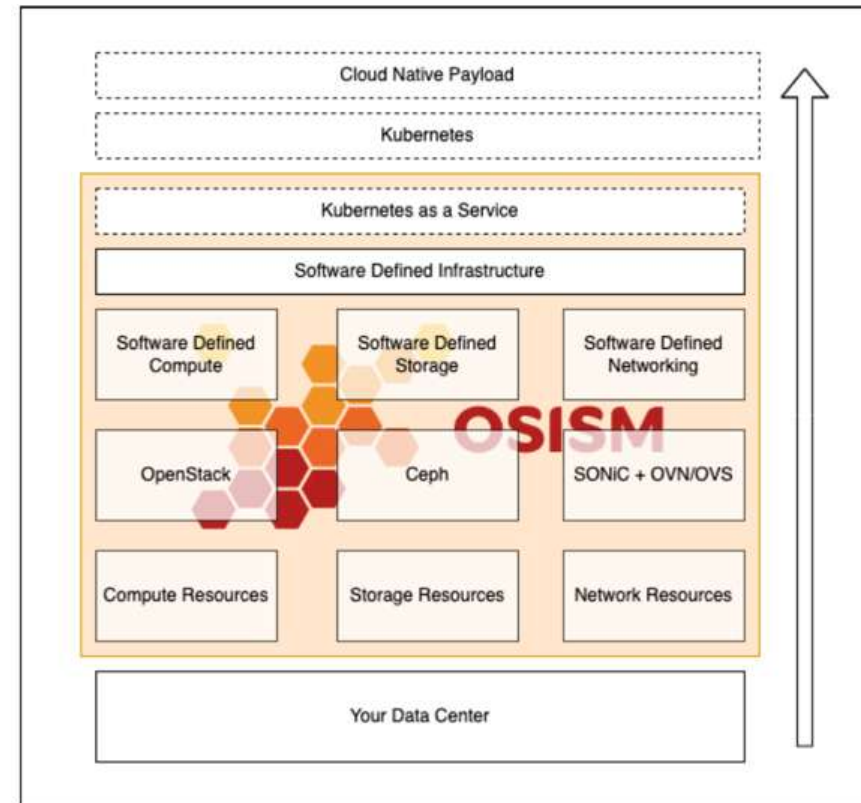 Cloud Native Payload
Kubernetes
Kubernetes as a Service
Software Defined Infrastructure
Software Defined
Compute
Software Defined
Storage
Software Defined
Networking
OSISM
OpenStack
Ceph
SONiC + OVN/OVS
Compute Resources
Storage Resources
Network Resources
Your Data Center